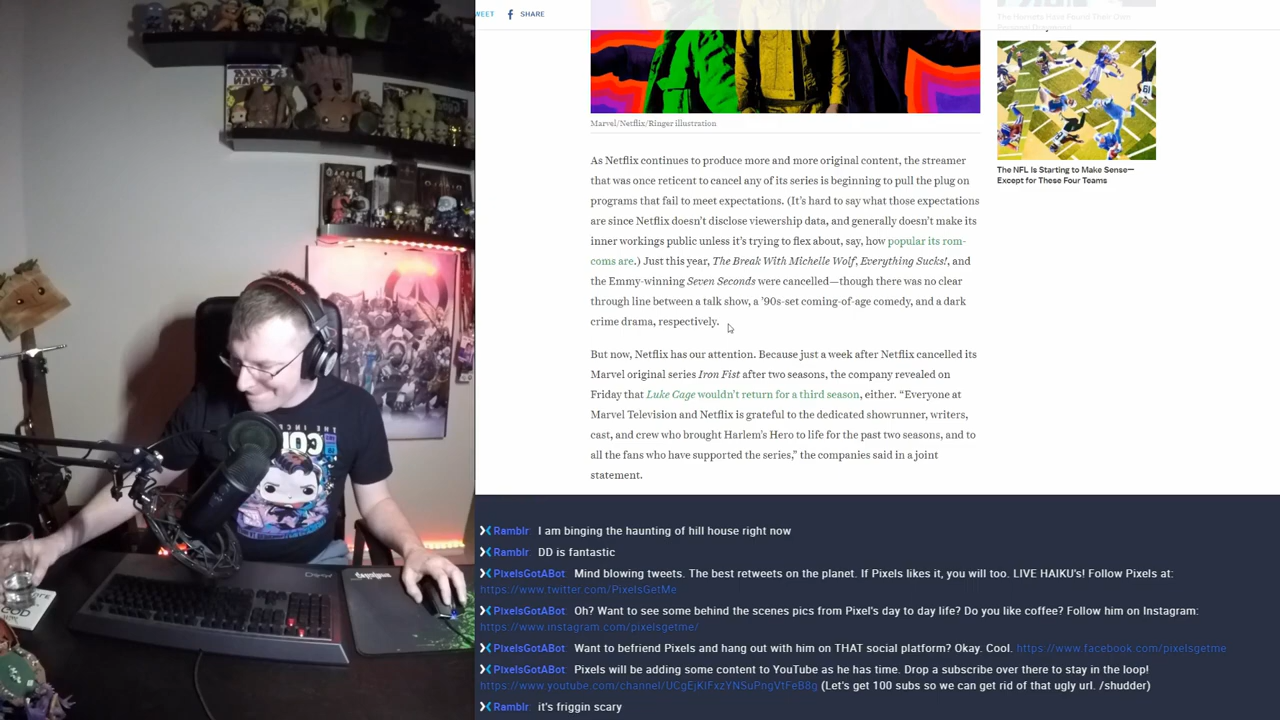 WEET
SHARE
The NFL Is Starting to Make Sense—
Except for These Four Teams
Marvel/Netflix/Ringer illustration
As Netflix continues to produce more and more original content, the streamer
that was once reticent to cancel any of its series is beginning to pull the plug on
programs that fail to meet expectations. (It’s hard to say what those expectations
are since Netflix doesn’t disclose viewership data, and generally doesn’t make its
inner workings public unless it’s trying to flex about, say, how popular its rom-
coms are.) Just this year, The Break With Michelle Wolf, Everything Sucks!, and
the Emmy-winning Seven Seconds were cancelled—though there was no clear
through line between a talk show, a ’90s-set coming-of-age comedy, and a dark
crime drama, respectively.
But now, Netflix has our attention. Because just a week after Netflix cancelled its
Marvel original series Iron Fist after two seasons, the company revealed on
Friday that Luke Cage wouldn’t return for a third season, either. “Everyone at
Marvel Television and Netflix is grateful to the dedicated showrunner, writers,
cast, and crew who brought Harlem’s Hero to life for the past two seasons, and to
all the fans who have supported the series,” the companies said in a joint
statement.
Ramblr I am binging the haunting of hill house right now
Ramblr DD is fantastic
PixelsGotABot Mind blowing tweets. The best retweets on the planet. If Pixels likes it, you will too. LIVE HAIKU's! Follow Pixels at:
https://www.twitter.com/PixelsGetMe
PixelsGotABot Oh? Want to see some behind the scenes pics from Pixel's day to day life? Do you like coffee? Follow him on Instagram:
https://www.instagram.com/pixelsgetme/
PixelsGotABot Want to befriend Pixels and hang out with him on THAT social platform? Okay. Cool. https://www.facebook.com/pixelsgetme
PixelsGotABot Pixels will be adding some content to YouTube as he has time. Drop a subscribe over there to stay in the loop!
(Let's get 100 subs so we can get rid of that ugly url. /shudder)
Ramblr it's friggin scary